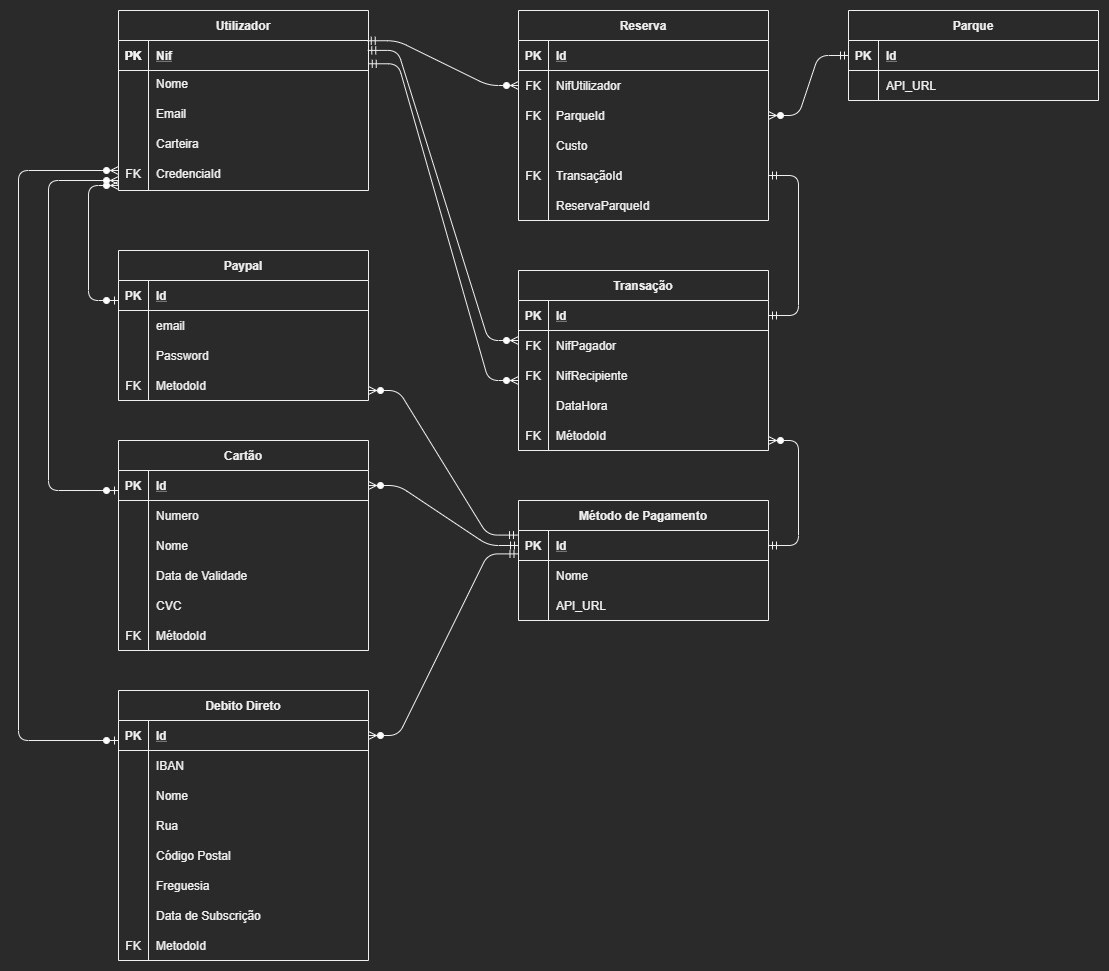 Utilizador
PK Nif
Nome
Email
Carteira
FK CredenciaId
Reserva
PK Id
FK NifUtilizador
FK ParqueId
Custo
FK TransaçãoId
ReservaParqueId
Parque
PK Id
API_URL
Paypal
PK Id
email
Password
FK MetodoId
Transação
PK Id
FK NifPagador
FK NifRecipiente
DataHora
FK MétodoId
Cartão
PK Id
Numero
Nome
Data de Validade
CVC
FK MétodoId
Método de Pagamento
PK Id
Nome
API_URL
Debito Direto
PK Id
IBAN
Nome
Rua
Código Postal
Freguesia
Data de Subscrição
FK MetodoId